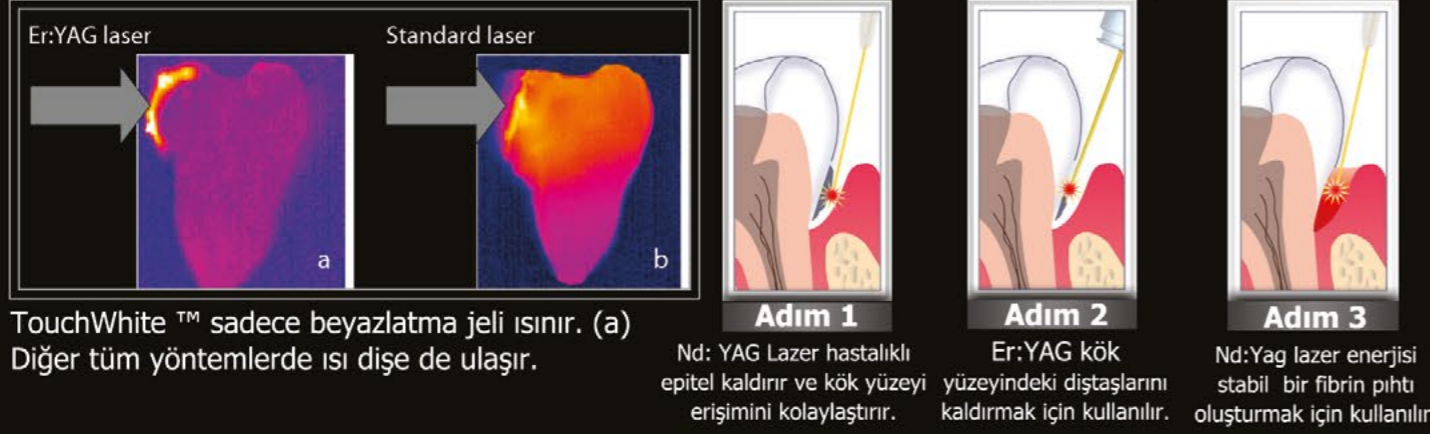 Er:YAG laser
Standard laser
a
b
TouchWhite ™ sadece beyazlatma jeli ısınır. (a)
Diğer tüm yöntemlerde ısı dişe de ulaşır.
Adım 1
Nd: YAG Lazer hastalıklı
epitel kaldırır ve kök yüzeyi
erişimini kolaylaştırır.
Adım 2
Er:YAG kök
yüzeyindeki diştaşlarını
kaldırmak için kullanılır.
Adım 3
Nd:Yag lazer enerjisi
stabil bir fibrin pıhtı
oluşturmak için kullanılır